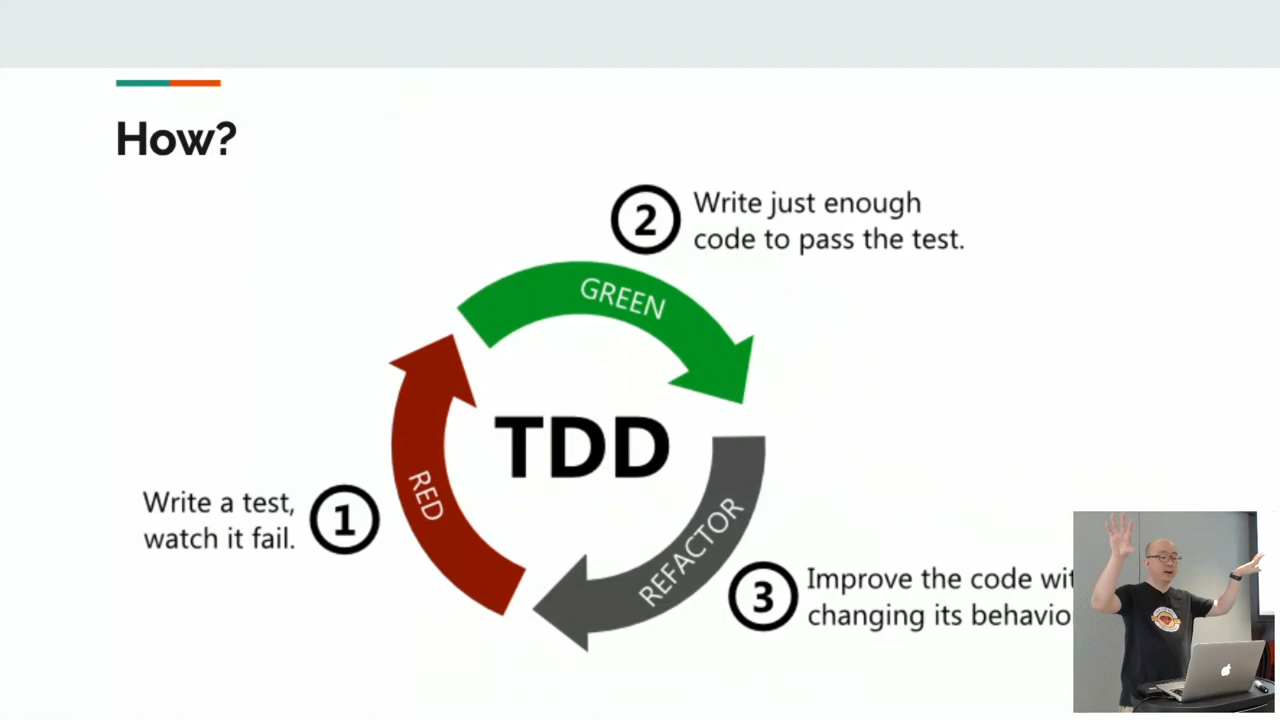 How?
2
Write just enough
code to pass the test.
GREEN
TDD
RED
Write a test,
watch it fail.
1
REFACTOR
3
Improve the code
changing its